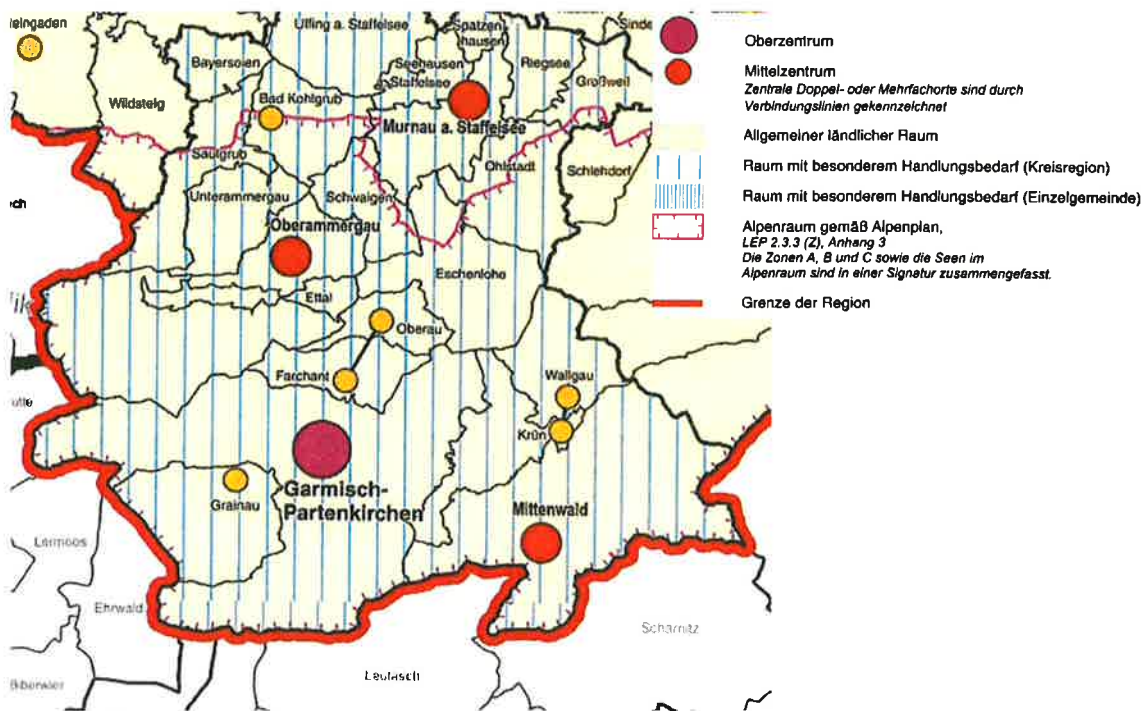 Uffing a. Staffelsee
Spatzen
hausen
Bayersoien
Seehausen
a. Staffelsee
Riegsee
Großweil
Wildsteig
Bad Kohlgrub
Murnau a. Staffelsee
Saulgrub
Ohlstadt
Schlehdorf
Unterammergau
Schwaigen
Oberammergau
Eschenlohe
Ettal
Oberau
Farchant
Wallgau
Krün
Garmisch-
Partenkirchen
Grainau
Mittenwald
Lermoos
Ehrwald
Scharnitz
Leutasch
Biberwier
Oberzentrum
Mittelzentrum
Zentrale Doppel- oder Mehrfachorte sind durch
Verbindungslinien gekennzeichnet
Allgemeiner ländlicher Raum
Raum mit besonderem Handlungsbedarf (Kreisregion)
Raum mit besonderem Handlungsbedarf (Einzelgemeinde)
Alpenraum gemäß Alpenplan,
LEP 2.3.3 (Z), Anhang 3
Die Zonen A, B und C sowie die Seen im
Alpenraum sind in einer Signatur zusammengefasst.
Grenze der Region